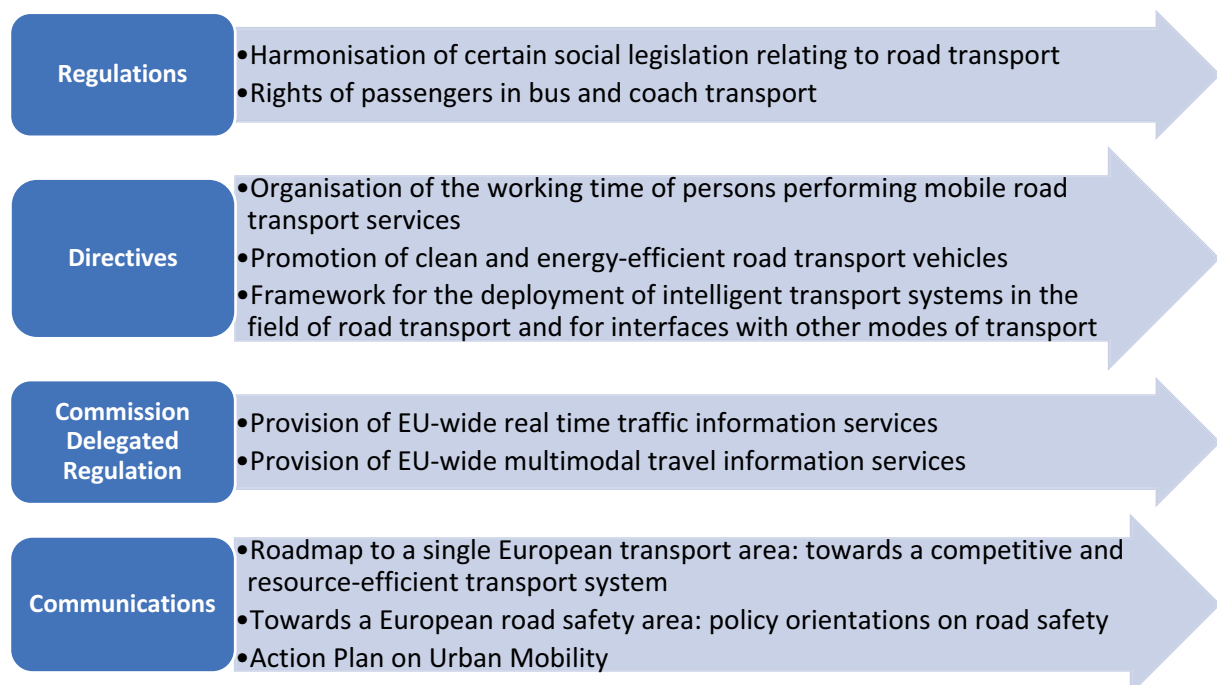 Regulations
•Harmonisation of certain social legislation relating to road transport
•Rights of passengers in bus and coach transport
Directives
•Organisation of the working time of persons performing mobile road
transport services
•Promotion of clean and energy-efficient road transport vehicles
•Framework for the deployment of intelligent transport systems in the
field of road transport and for interfaces with other modes of transport
Commission
Delegated
Regulation
•Provision of EU-wide real time traffic information services
•Provision of EU-wide multimodal travel information services
Communications
•Roadmap to a single European transport area: towards a competitive and
resource-efficient transport system
•Towards a European road safety area: policy orientations on road safety
•Action Plan on Urban Mobility